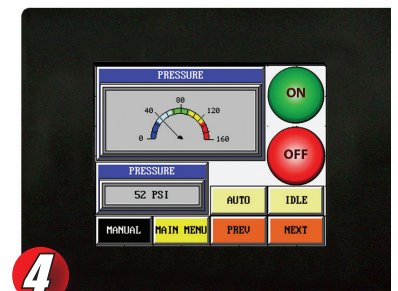 PRESSURE
80
40 120
0 160
ON
OFF
PRESSURE
52 PSI
AUTO IDLE
MANUAL MAIN MENU PREV NEXT
4